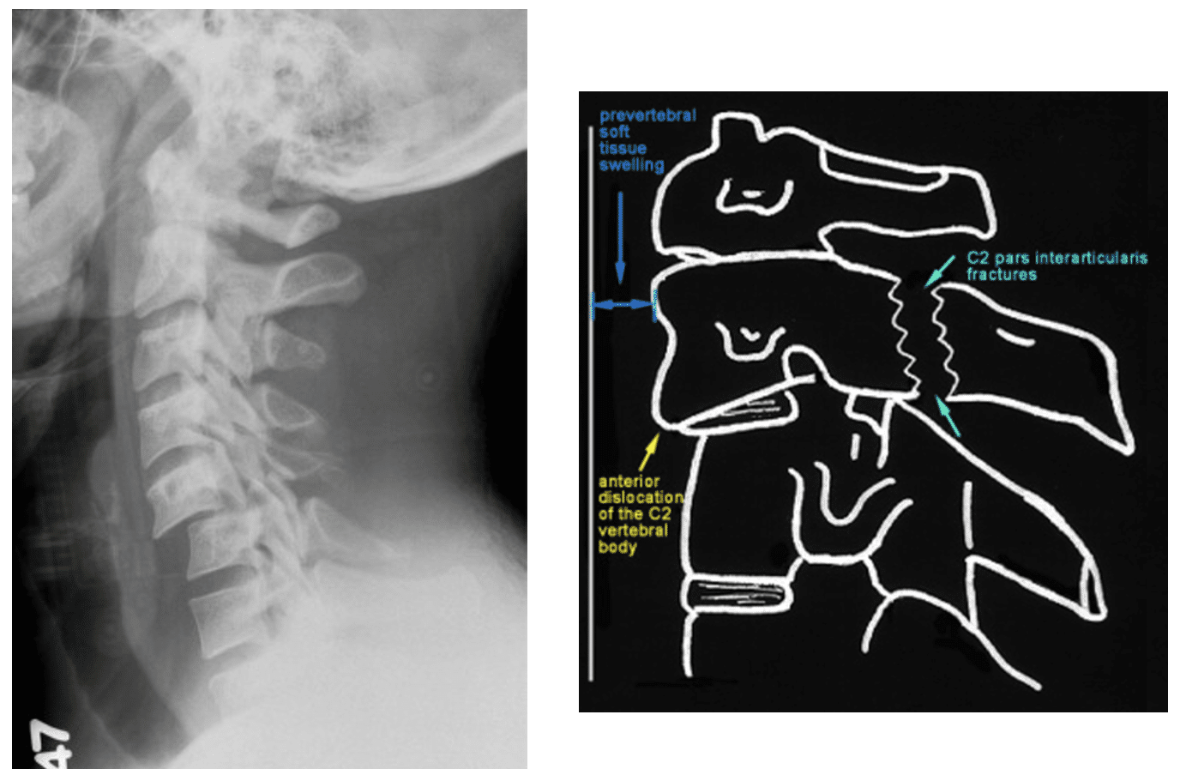 47
prevertebral
soft
tissue
swelling
C2 pars interarticularis
fractures
anterior
dislocation
of the C2
vertebral
body